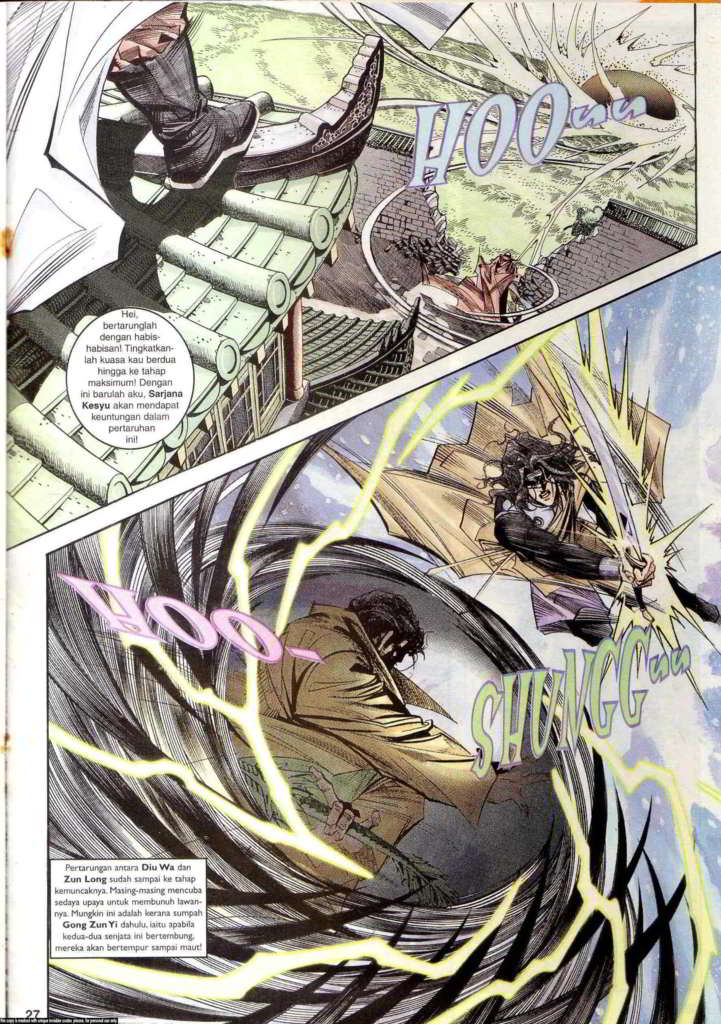 HOOuu
Hei,
bertarunglah
dengan habis-
habisan! Tingkatkan-
lah kuasa kau berdua
hingga ke tahap
maksimum! Dengan
ini barulah aku, Sarjana
Kesyu akan mendapat
keuntungan dalam
pertaruhan
ini!
HOOO-
SHUNGGuu
Pertarungan antara Diu Wa dan
Zun Long sudah sampai ke tahap
kemuncaknya. Masing-masing mencuba
sedaya upaya untuk membunuh lawan-
nya. Mungkin ini adalah kerana sumpah
Gong Zun Yi dahulu, iaitu apabila
kedua-dua senjata ini bertembung,
mereka akan bertempur sampai maut!
27